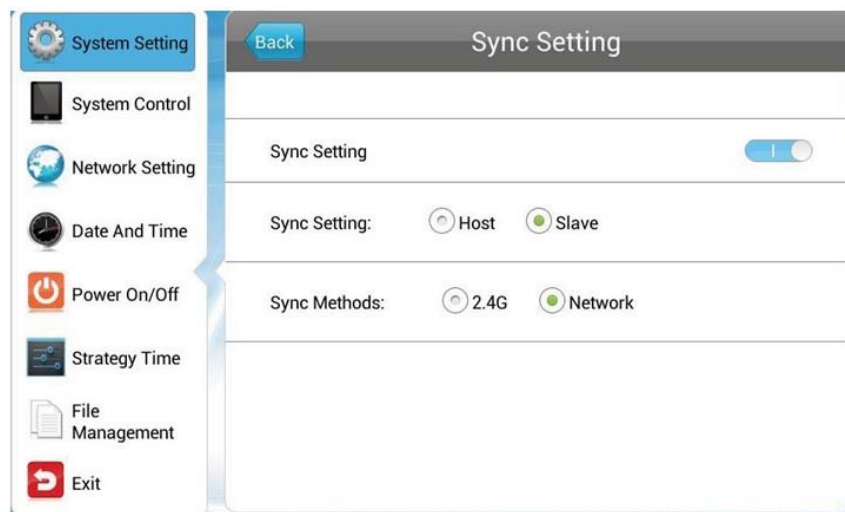 System Setting
System Control
Network Setting
Date And Time
Power On/Off
Strategy Time
File
Management
Exit
Back
Sync Setting
Sync Setting
Sync Setting: Host Slave
Sync Methods: 2.4G Network